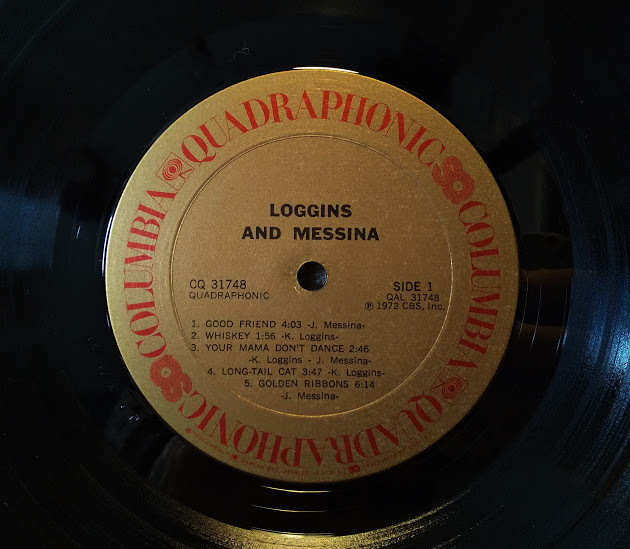 COLUMBIA QUADRAPHONIC SQ COLUMBIA QUADRAPHONIC SQ
LOGGINS
AND MESSINA
CQ 31748
QUADRAPHONIC
SIDE 1
QAL 31748
Ⓟ 1972 CBS, Inc.
1. GOOD FRIEND 4:03 -J. Messina-
2. WHISKEY 1:56 -K. Loggins-
3. YOUR MAMA DON'T DANCE 2:46
-K. Loggins - J. Messina-
4. LONG-TAIL CAT 3:47 -K. Loggins-
5. GOLDEN RIBBONS 6:14
-J. Messina-